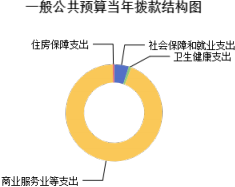 一般公共预算当年拨款结构图
住房保障支出
社会保障和就业支出
卫生健康支出
商业服务业等支出